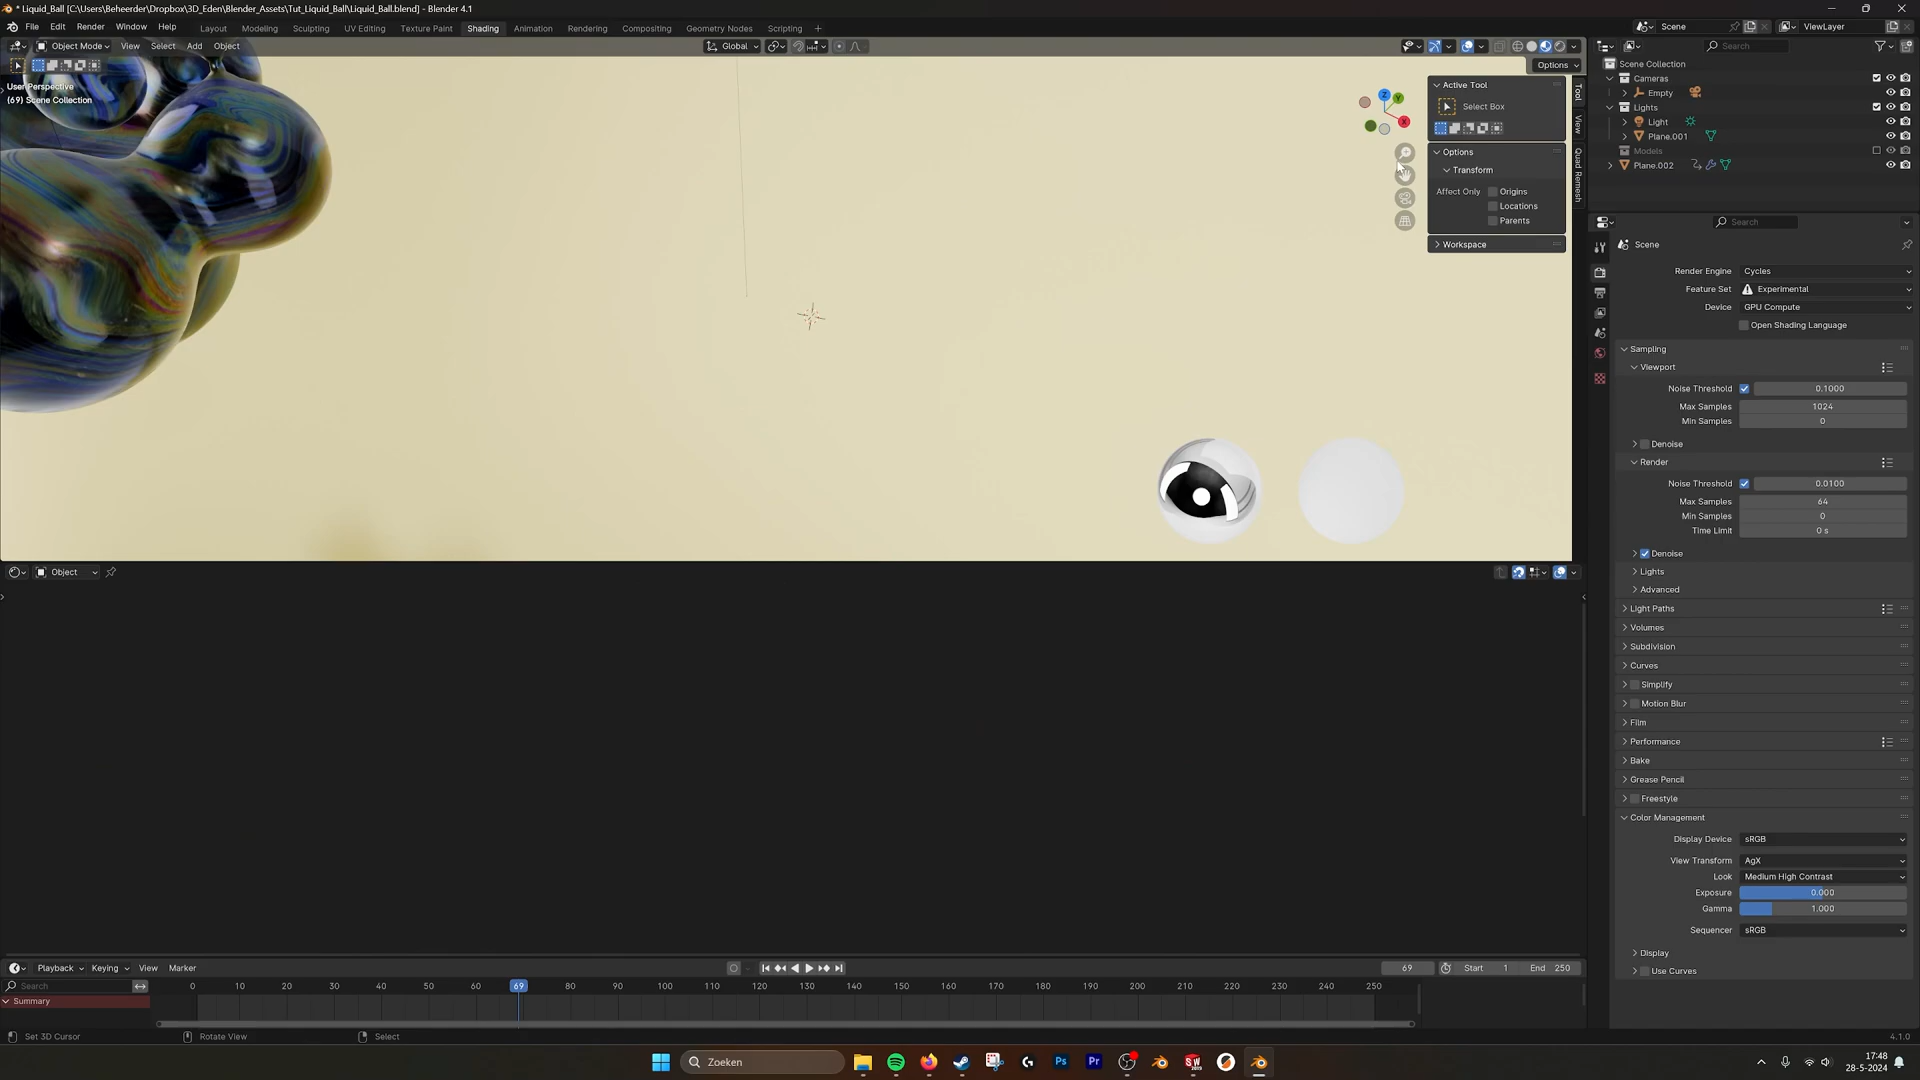 * Liquid_Ball [C:\Users\Beheerder\Dropbox\3D_Eden\Blender_Assets\Tut_Liquid_Ball\Liquid_Ball.blend] - Blender 4.1
File Edit Render Window Help Layout Modeling Sculpting UV Editing Texture Paint Shading Animation Rendering Compositing Geometry Nodes Scripting + Scene ViewLayer
Object Mode View Select Add Object Global Search
Options
User Perspective
(69) Scene Collection
Z
Y
X
Active Tool
Select Box
Options
Transform
Affect Only Origins
Locations
Parents
Workspace
Tool
View
Quad Remesh
Scene Collection
Cameras
Empty
Lights
Light
Plane.001
Models
Plane.002
Search
Scene
Render Engine Cycles
Feature Set Experimental
Device GPU Compute
Open Shading Language
Sampling
Viewport
Noise Threshold 0.1000
Max Samples 1024
Min Samples 0
Denoise
Render
Noise Threshold 0.0100
Max Samples 64
Min Samples 0
Time Limit 0 s
Denoise
Lights
Advanced
Light Paths
Volumes
Subdivision
Curves
Simplify
Motion Blur
Film
Performance
Bake
Grease Pencil
Freestyle
Color Management
Display Device sRGB
View Transform AgX
Look Medium High Contrast
Exposure 0.000
Gamma 1.000
Sequencer sRGB
Display
Use Curves
Object
Playback Keying View Marker 69 Start 1 End 250
Search 0 10 20 30 40 50 69 80 90 100 110 120 130 140 150 160 170 180 190 200 210 220 230 240 250
Summary
Set 3D Cursor Rotate View Select 4.1.0
Zoeken Ps Pr SW 17:48
28-5-2024